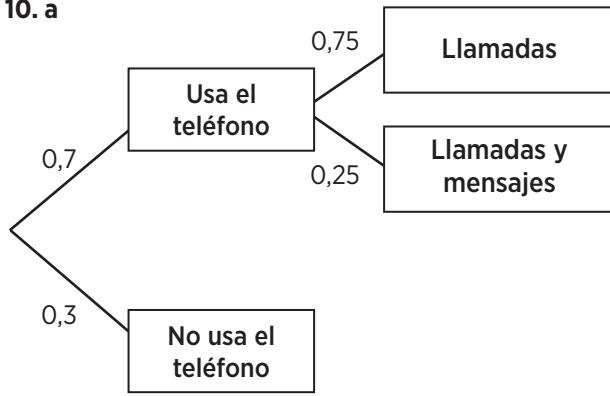 10. a
0,75
Llamadas
Usa el
teléfono
0,7
0,25
Llamadas y
mensajes
0,3
No usa el
teléfono